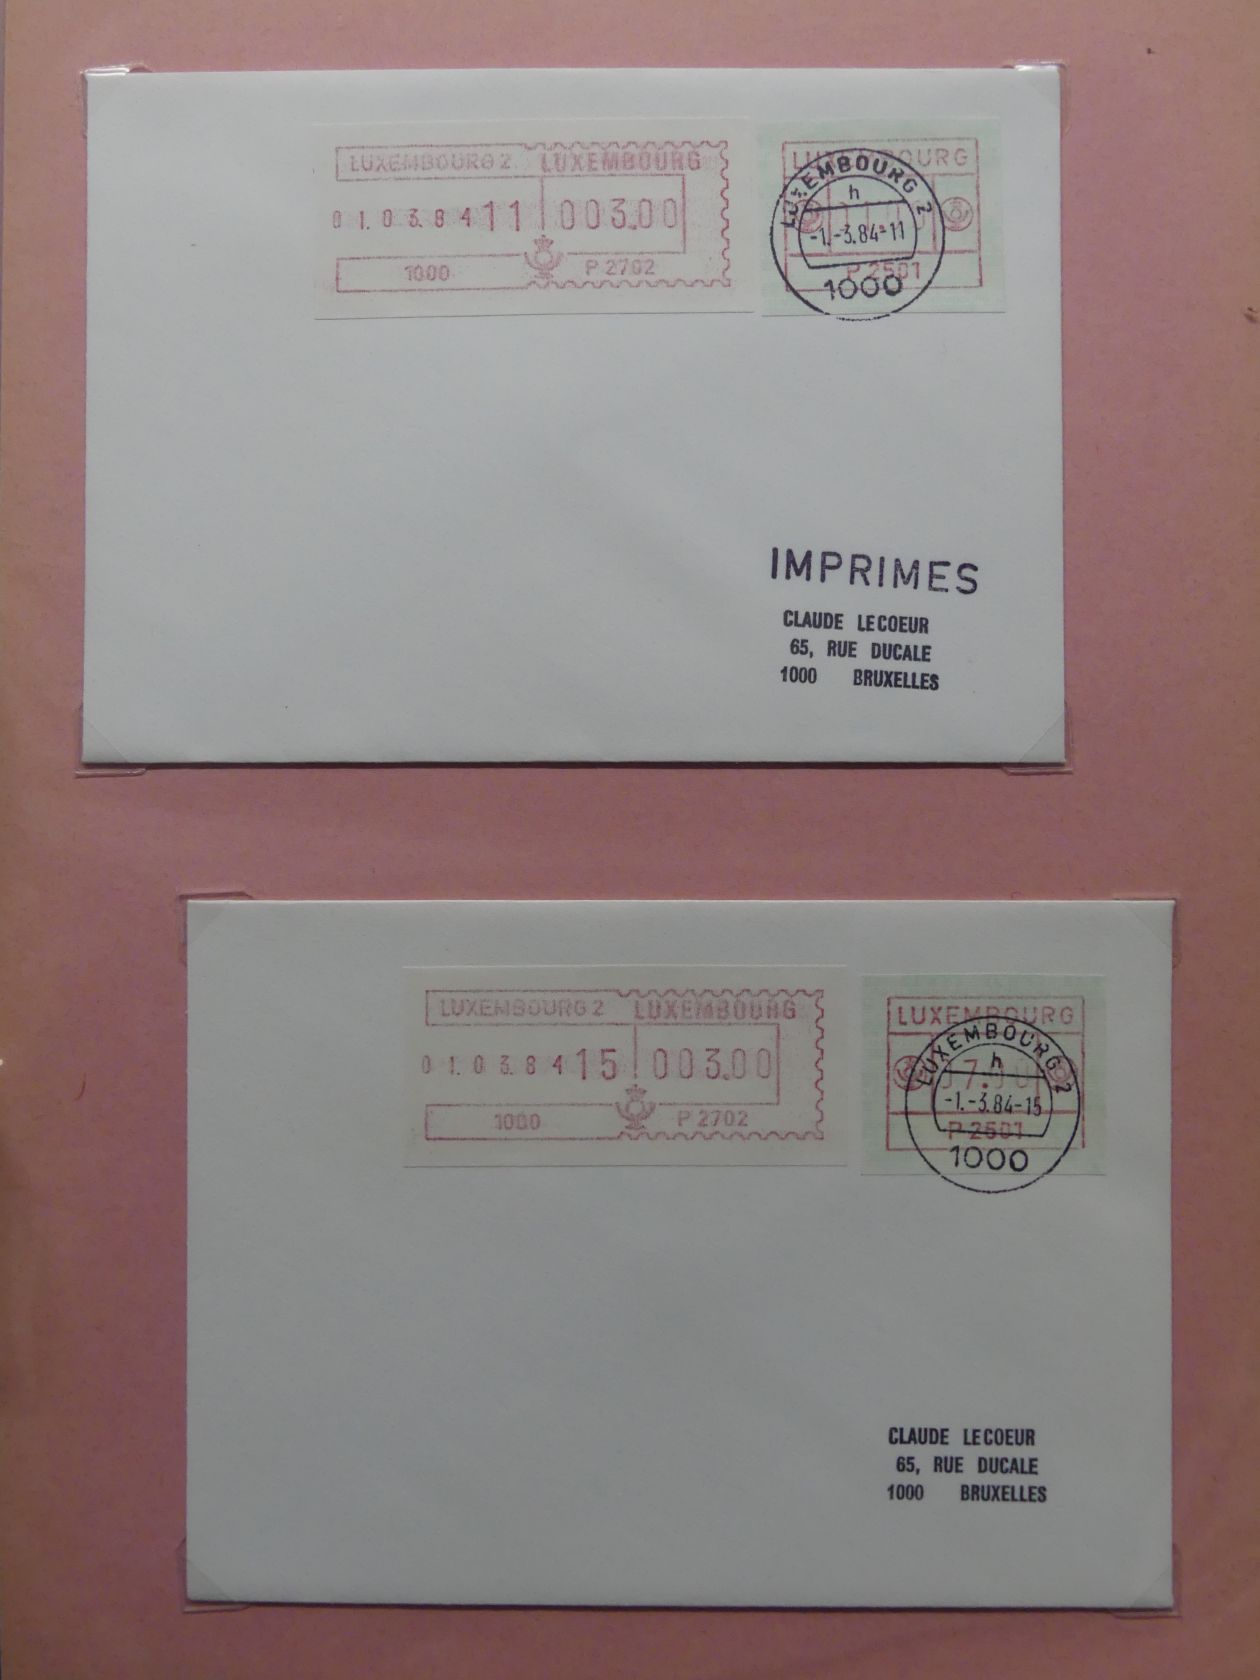 LUXEMBOURG 2 LUXEMBOURG
01.03.84 11 003.00
1000 P 2702
LUXEMBOURG
P 2501
LUXEMBOURG 2
h
-1.-3.84-11
1000
IMPRIMES
CLAUDE LECOEUR
65, RUE DUCALE
1000 BRUXELLES
LUXEMBOURG 2 LUXEMBOURG
01.03.84 15 003.00
1000 P 2702
LUXEMBOURG
P 2501
LUXEMBOURG 2
h
-1.-3.84-15
1000
CLAUDE LECOEUR
65, RUE DUCALE
1000 BRUXELLES